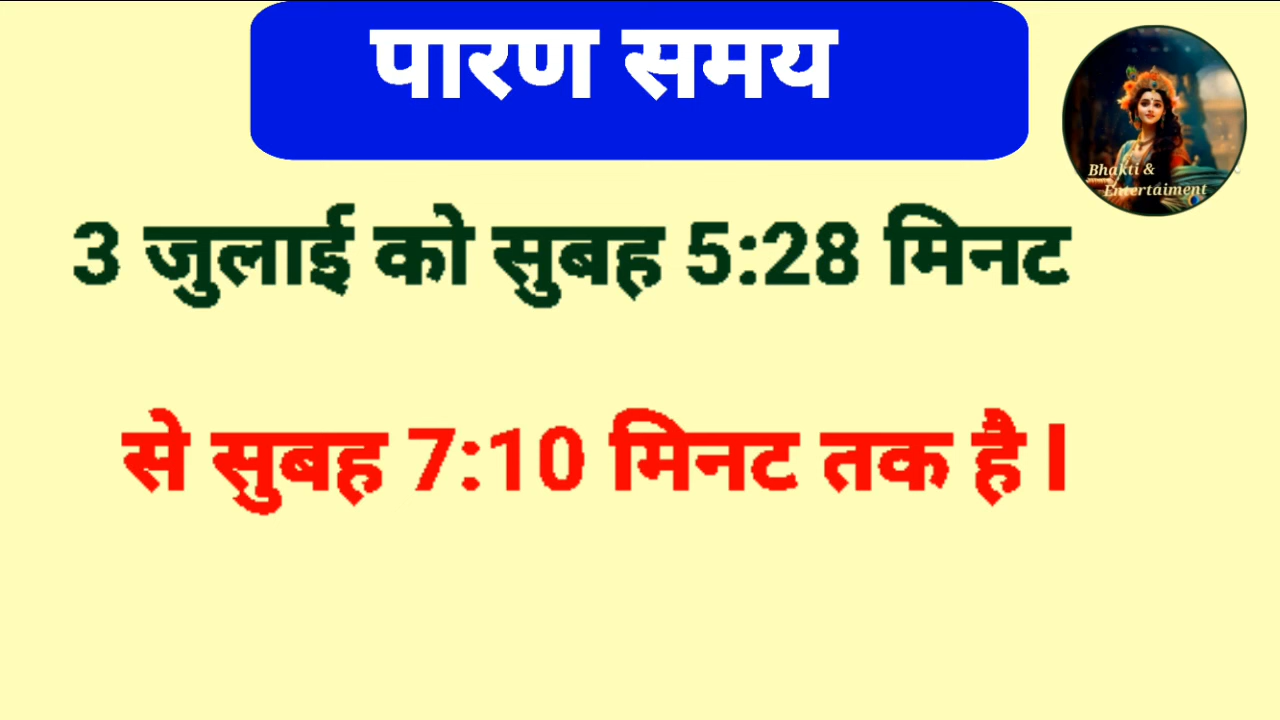 पारण समय
Bhakti &
Entertaiment
3 जुलाई को सुबह 5:28 मिनट
से सुबह 7:10 मिनट तक है।